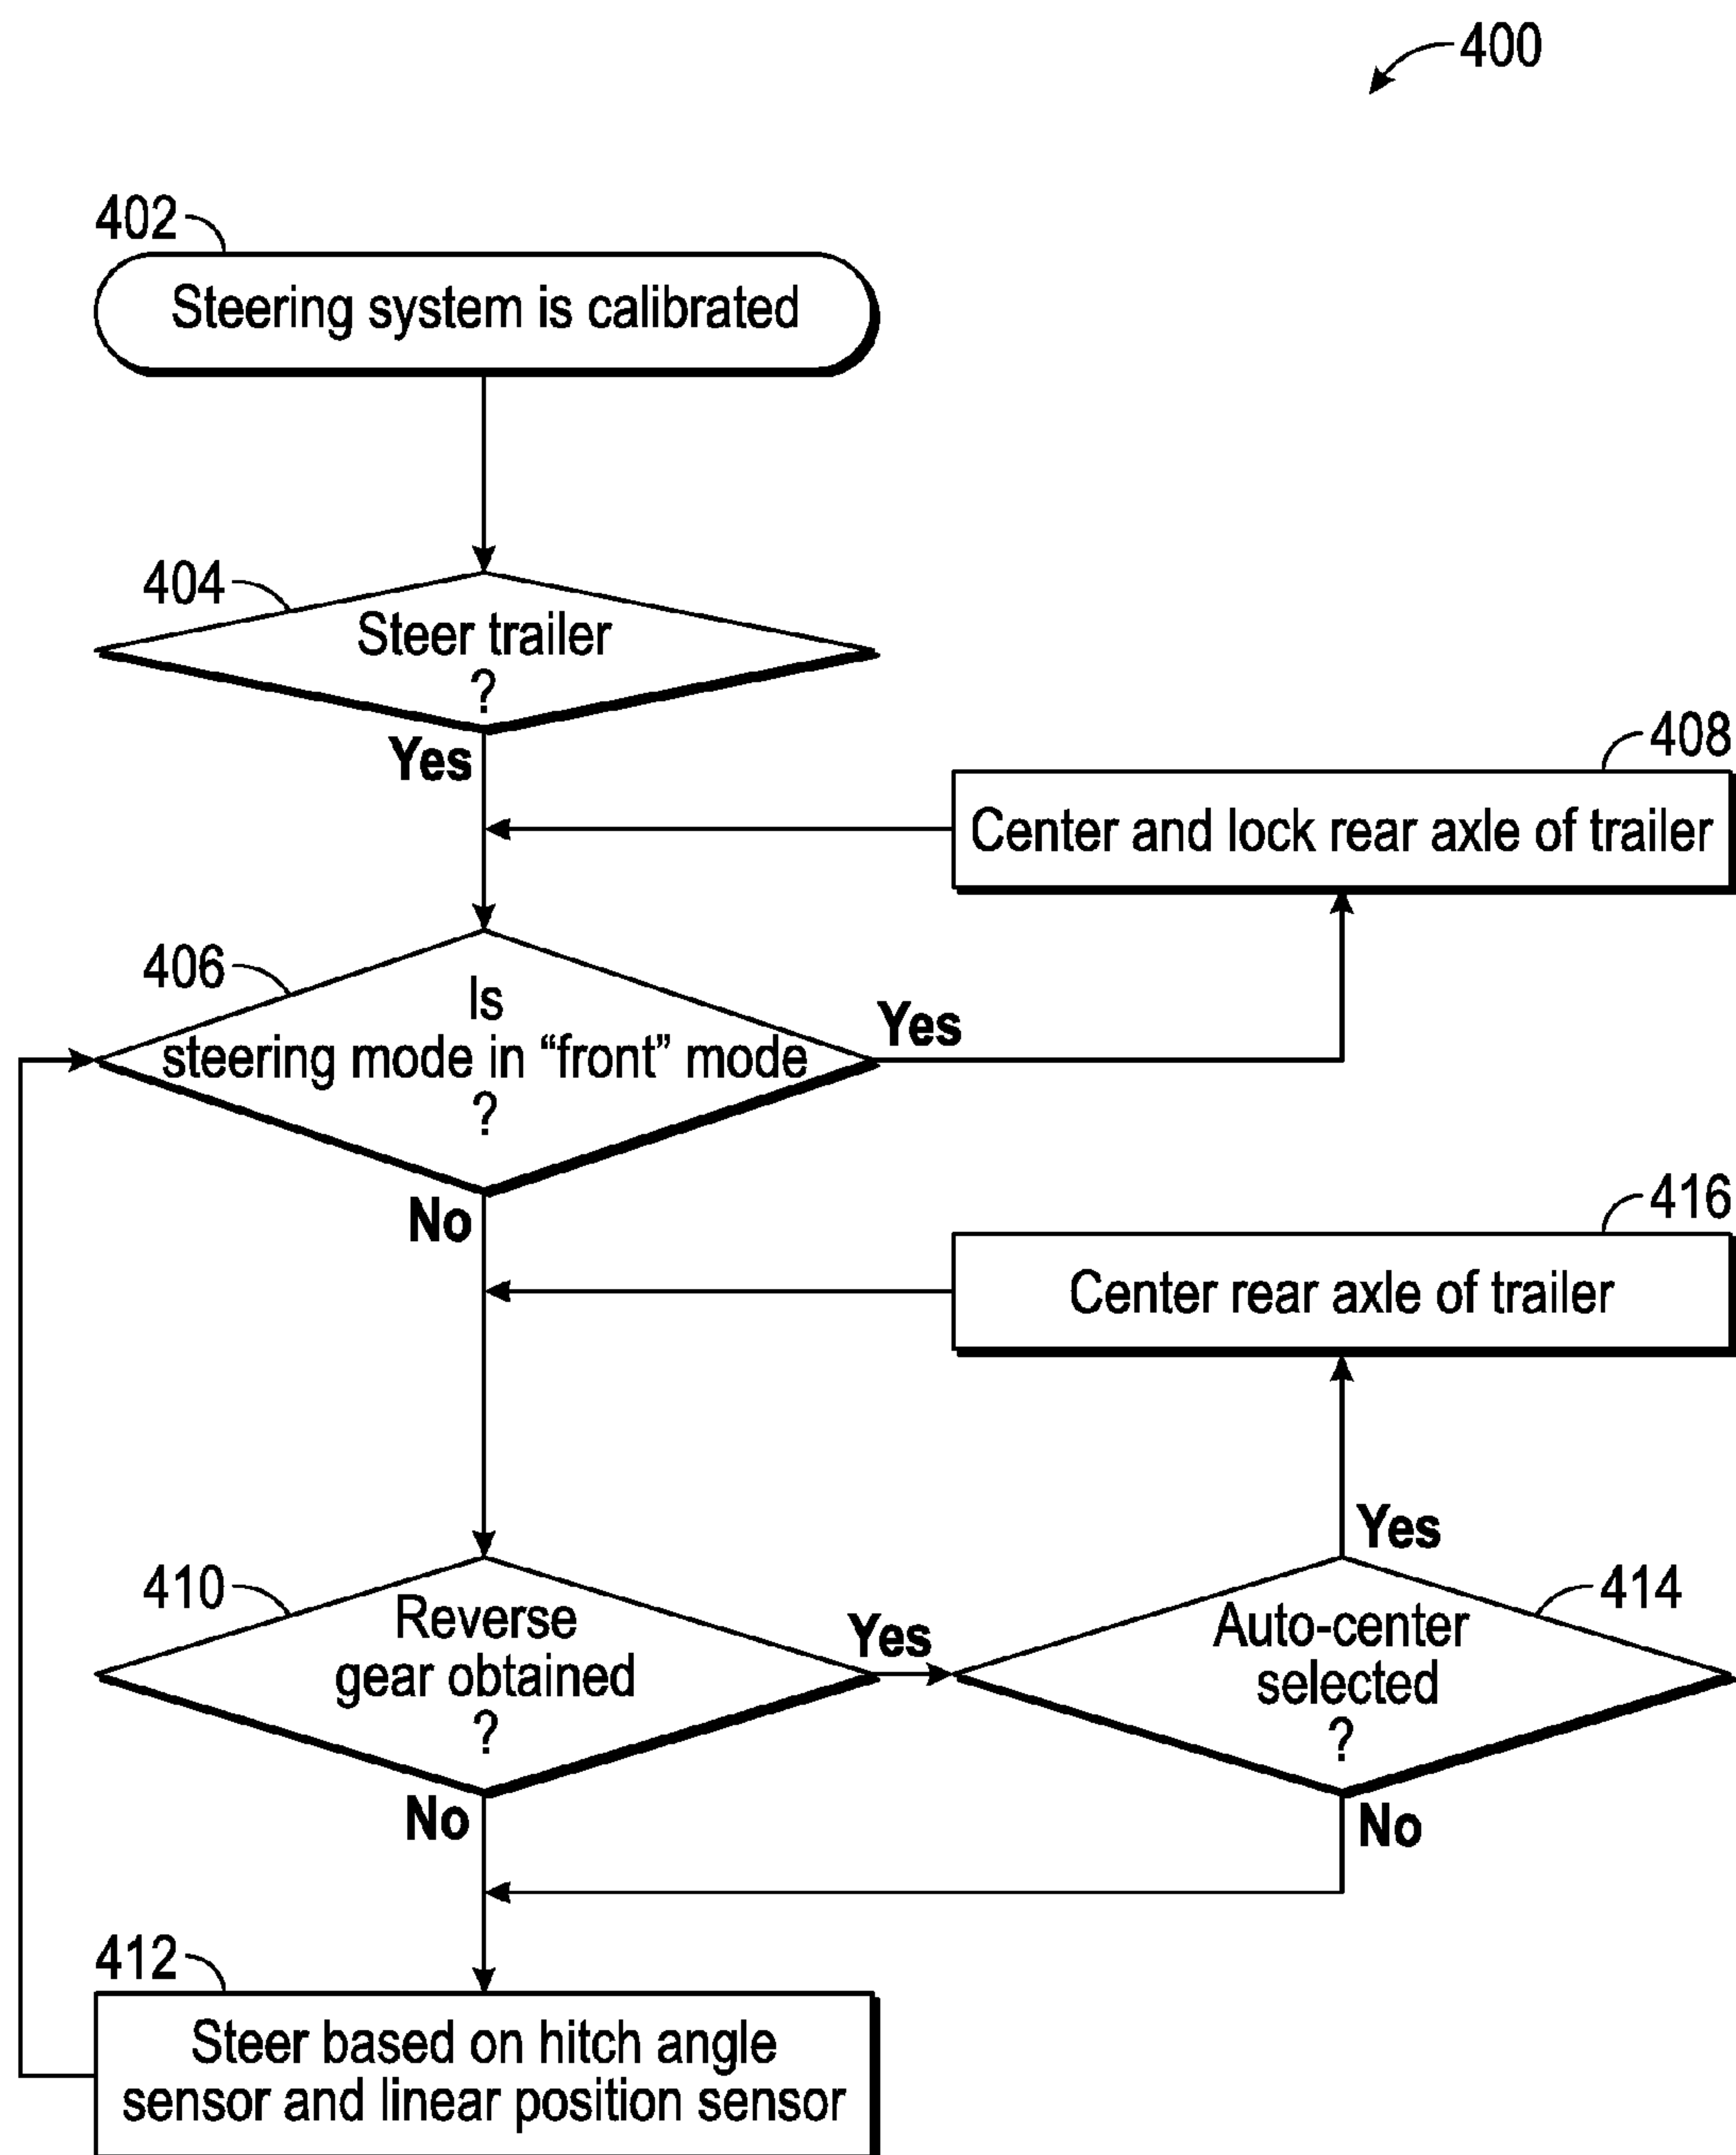 400
402
Steering system is calibrated
404
Steer trailer
?
Yes
408
Center and lock rear axle of trailer
406
Is
steering mode in “front” mode
?
Yes
No
416
Center rear axle of trailer
410
Reverse
gear obtained
?
Yes
No
Yes
414
Auto-center
selected
?
No
412
Steer based on hitch angle
sensor and linear position sensor